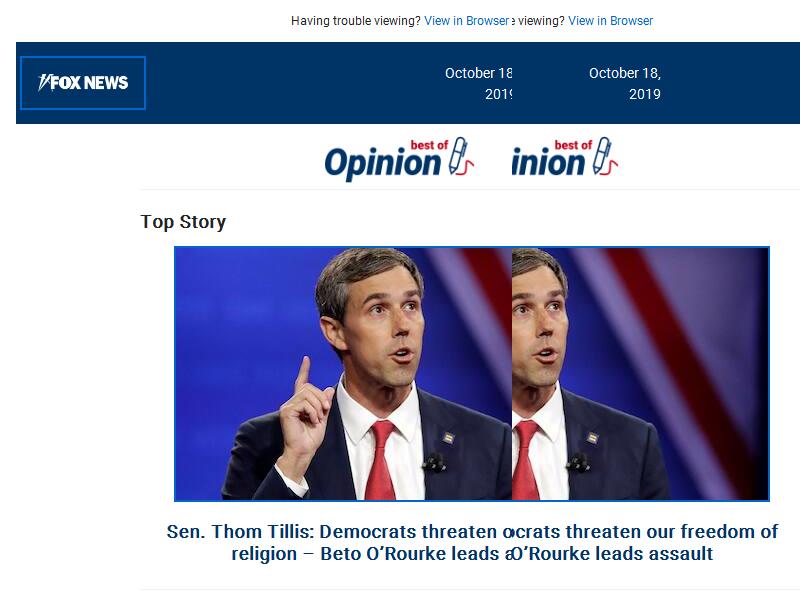 Having trouble viewing? View in Browser e viewing? View in Browser
FOX NEWS
October 18 October 18,
2019 2019
best of best of
Opinion inion
Top Story
Sen. Thom Tillis: Democrats threaten ocrats threaten our freedom of
religion – Beto O’Rourke leads aO’Rourke leads assault